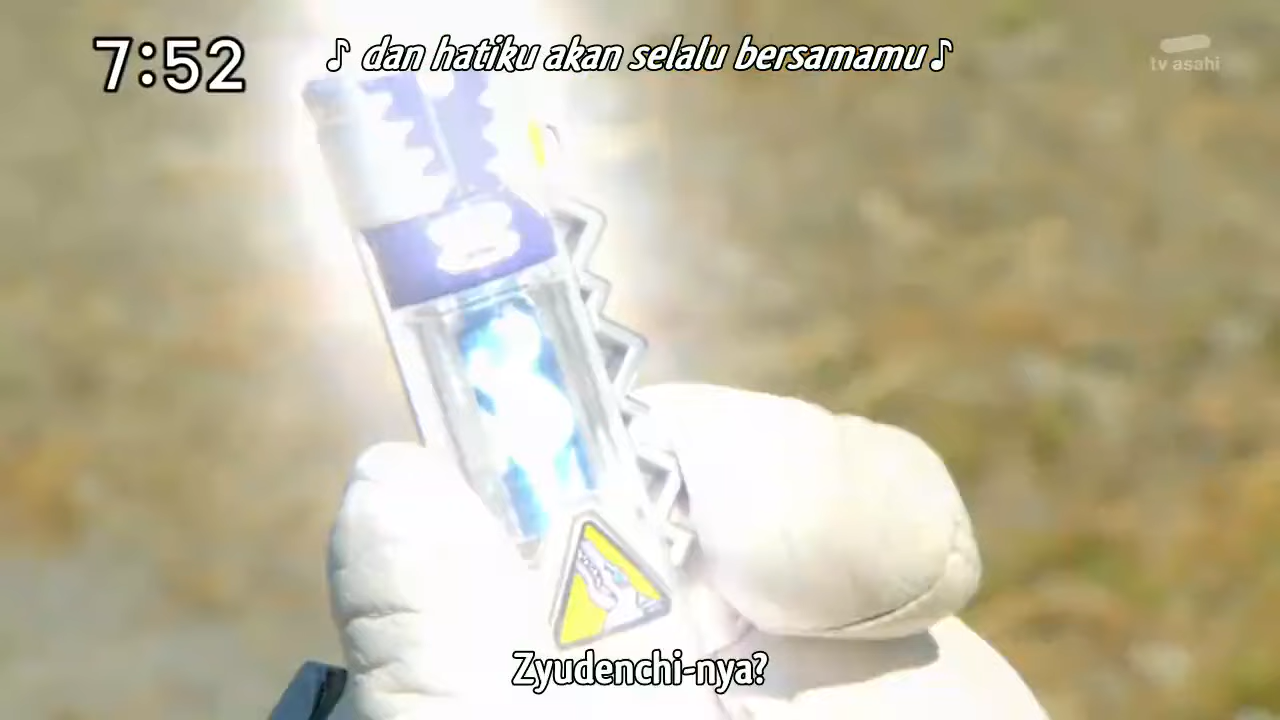 7:52
♪ dan hatiku akan selalu bersamamu ♪
tv asahi
Zyudenchi-nya?